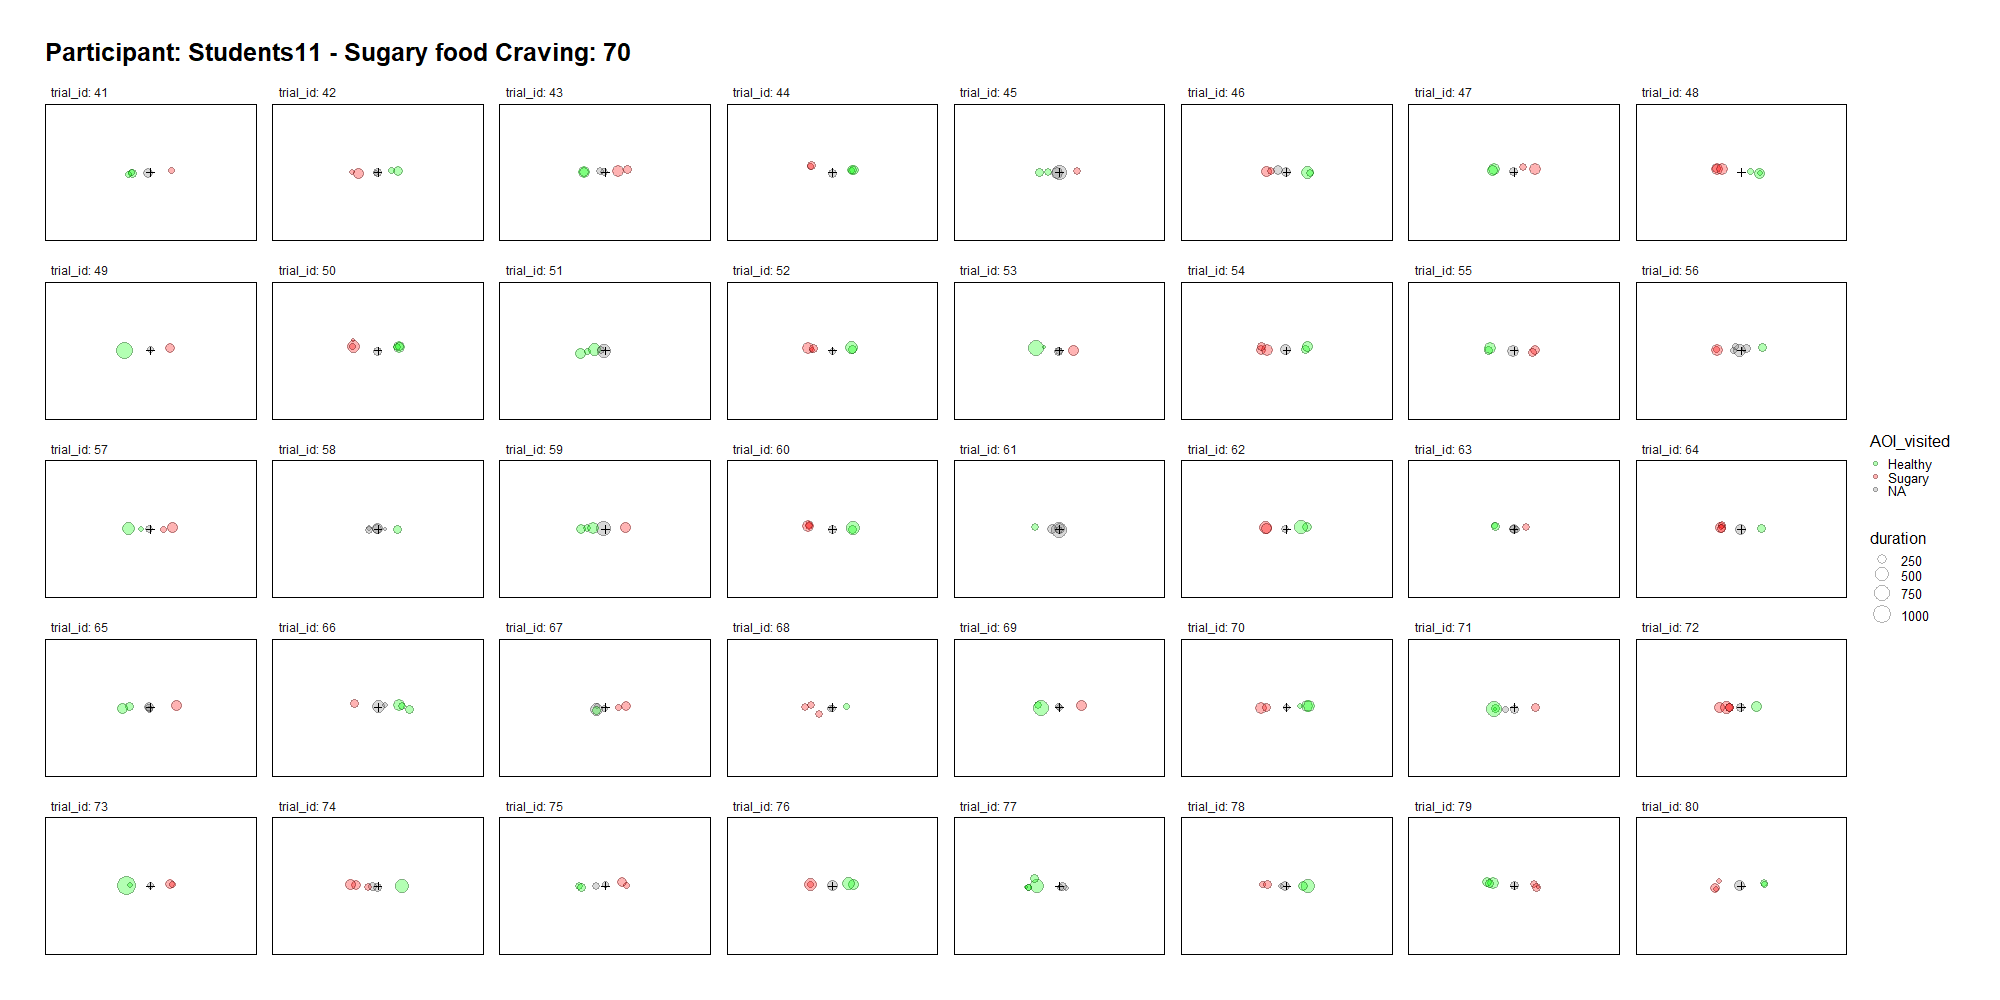 Participant: Students11 - Sugary food Craving: 70
trial_id: 41
trial_id: 42
trial_id: 43
trial_id: 44
trial_id: 45
trial_id: 46
trial_id: 47
trial_id: 48
trial_id: 49
trial_id: 50
trial_id: 51
trial_id: 52
trial_id: 53
trial_id: 54
trial_id: 55
trial_id: 56
trial_id: 57
trial_id: 58
trial_id: 59
trial_id: 60
trial_id: 61
trial_id: 62
trial_id: 63
trial_id: 64
trial_id: 65
trial_id: 66
trial_id: 67
trial_id: 68
trial_id: 69
trial_id: 70
trial_id: 71
trial_id: 72
trial_id: 73
trial_id: 74
trial_id: 75
trial_id: 76
trial_id: 77
trial_id: 78
trial_id: 79
trial_id: 80
AOI_visited
Healthy
Sugary
NA
duration
250
500
750
1000